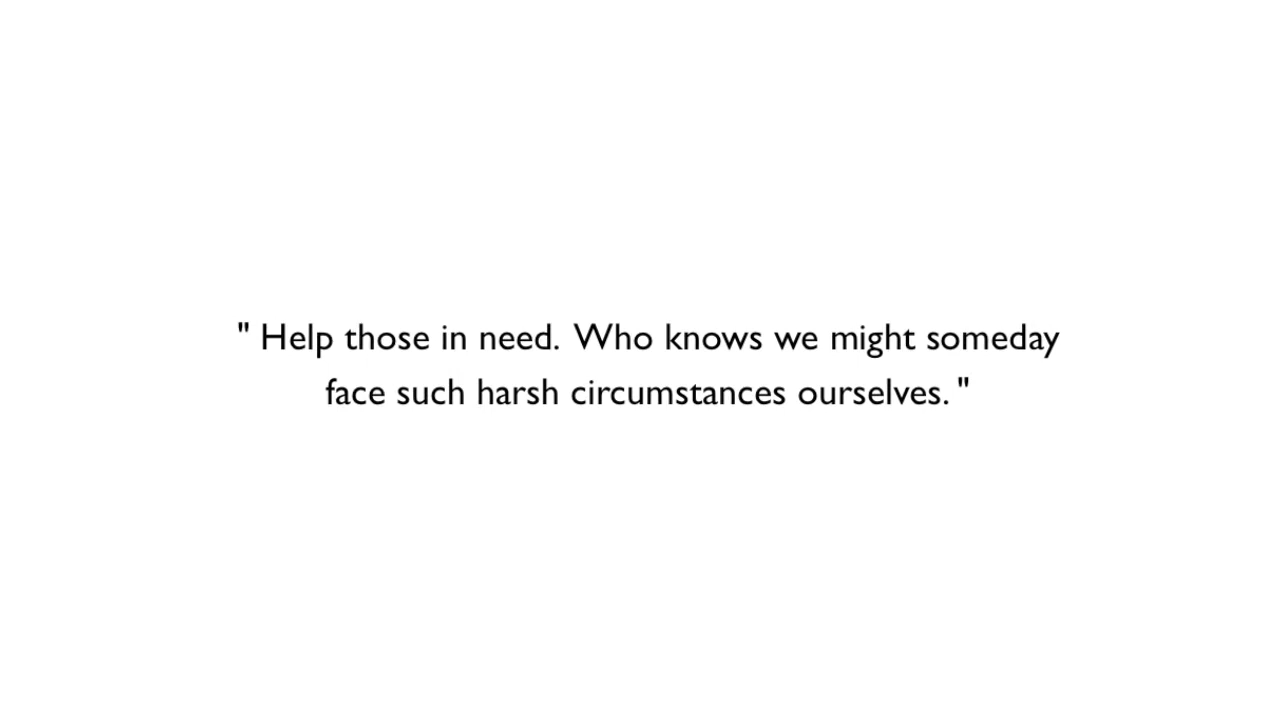 " Help those in need. Who knows we might someday
face such harsh circumstances ourselves. "